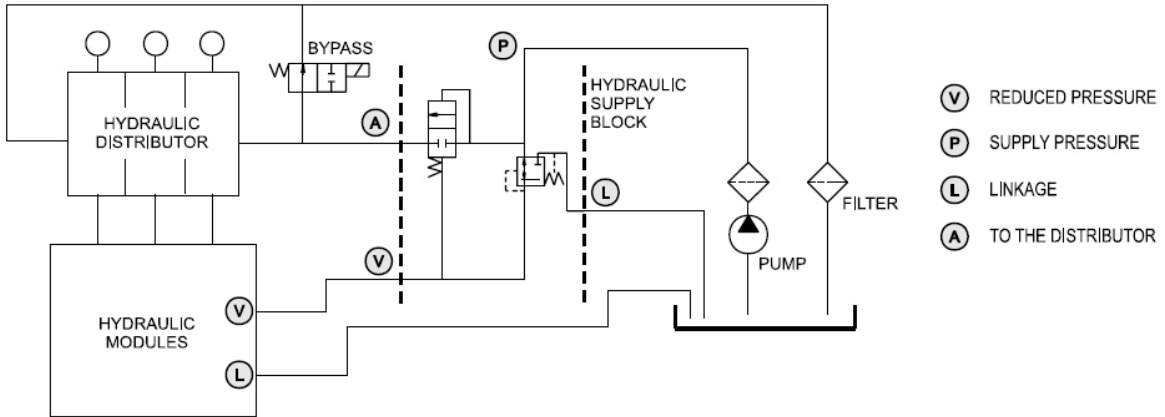 BYPASS
P
HYDRAULIC
SUPPLY
BLOCK
HYDRAULIC
DISTRIBUTOR
A
L
FILTER
PUMP
V
V
HYDRAULIC
MODULES
L
V REDUCED PRESSURE
P SUPPLY PRESSURE
L LINKAGE
A TO THE DISTRIBUTOR